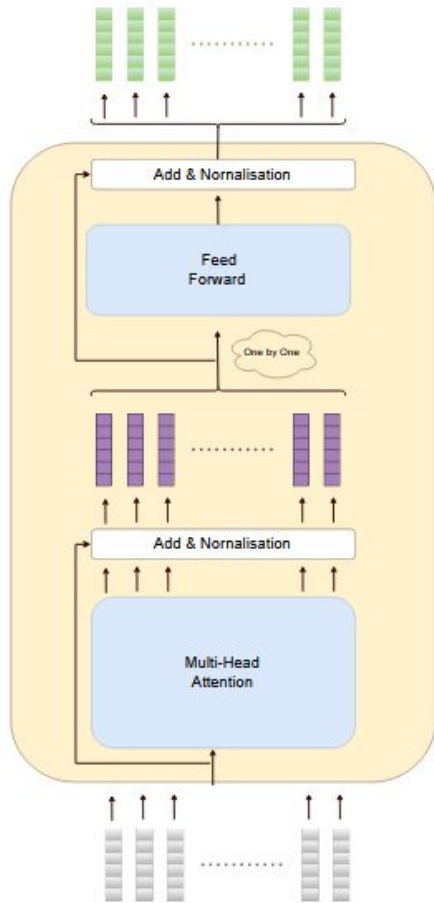 Add & Nornalisation
Feed
Forward
One by One
Add & Nornalisation
Multi-Head
Attention